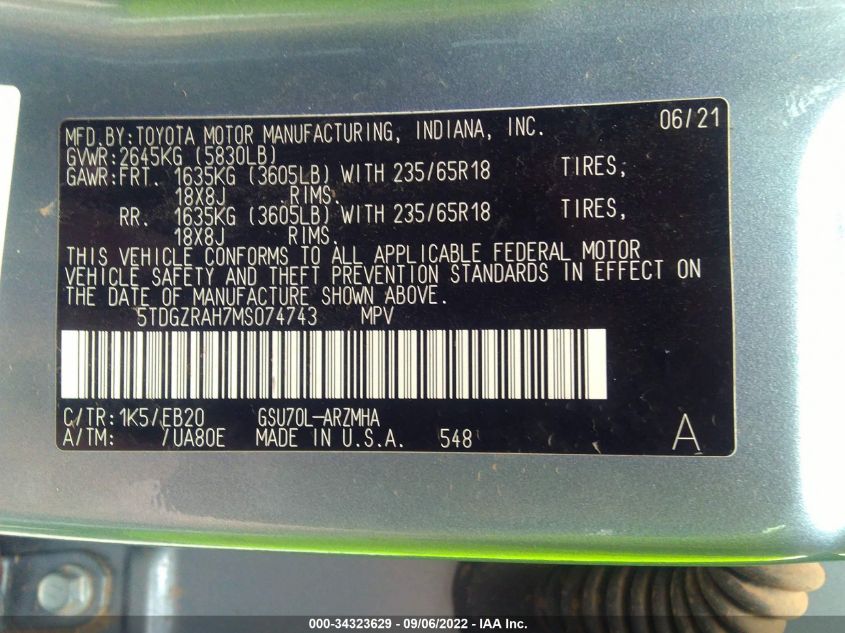 MFD.BY:TOYOTA MOTOR MANUFACTURING, INDIANA, INC. 06/21
GVWR:2645KG (5830LB)
GAWR:FRT. 1635KG (3605LB) WITH 235/65R18 TIRES,
18X8J RIMS.
RR. 1635KG (3605LB) WITH 235/65R18 TIRES,
18X8J RIMS.
THIS VEHICLE CONFORMS TO ALL APPLICABLE FEDERAL MOTOR
VEHICLE SAFETY AND THEFT PREVENTION STANDARDS IN EFFECT ON
THE DATE OF MANUFACTURE SHOWN ABOVE.
5TDGZRAH7MS074743 MPV
C/TR:1K5/EB20 GSU70L-ARZMHA
A/TM: /UA80E MADE IN U.S.A. 548 A
000-34323629 - 09/06/2022 - IAA Inc.